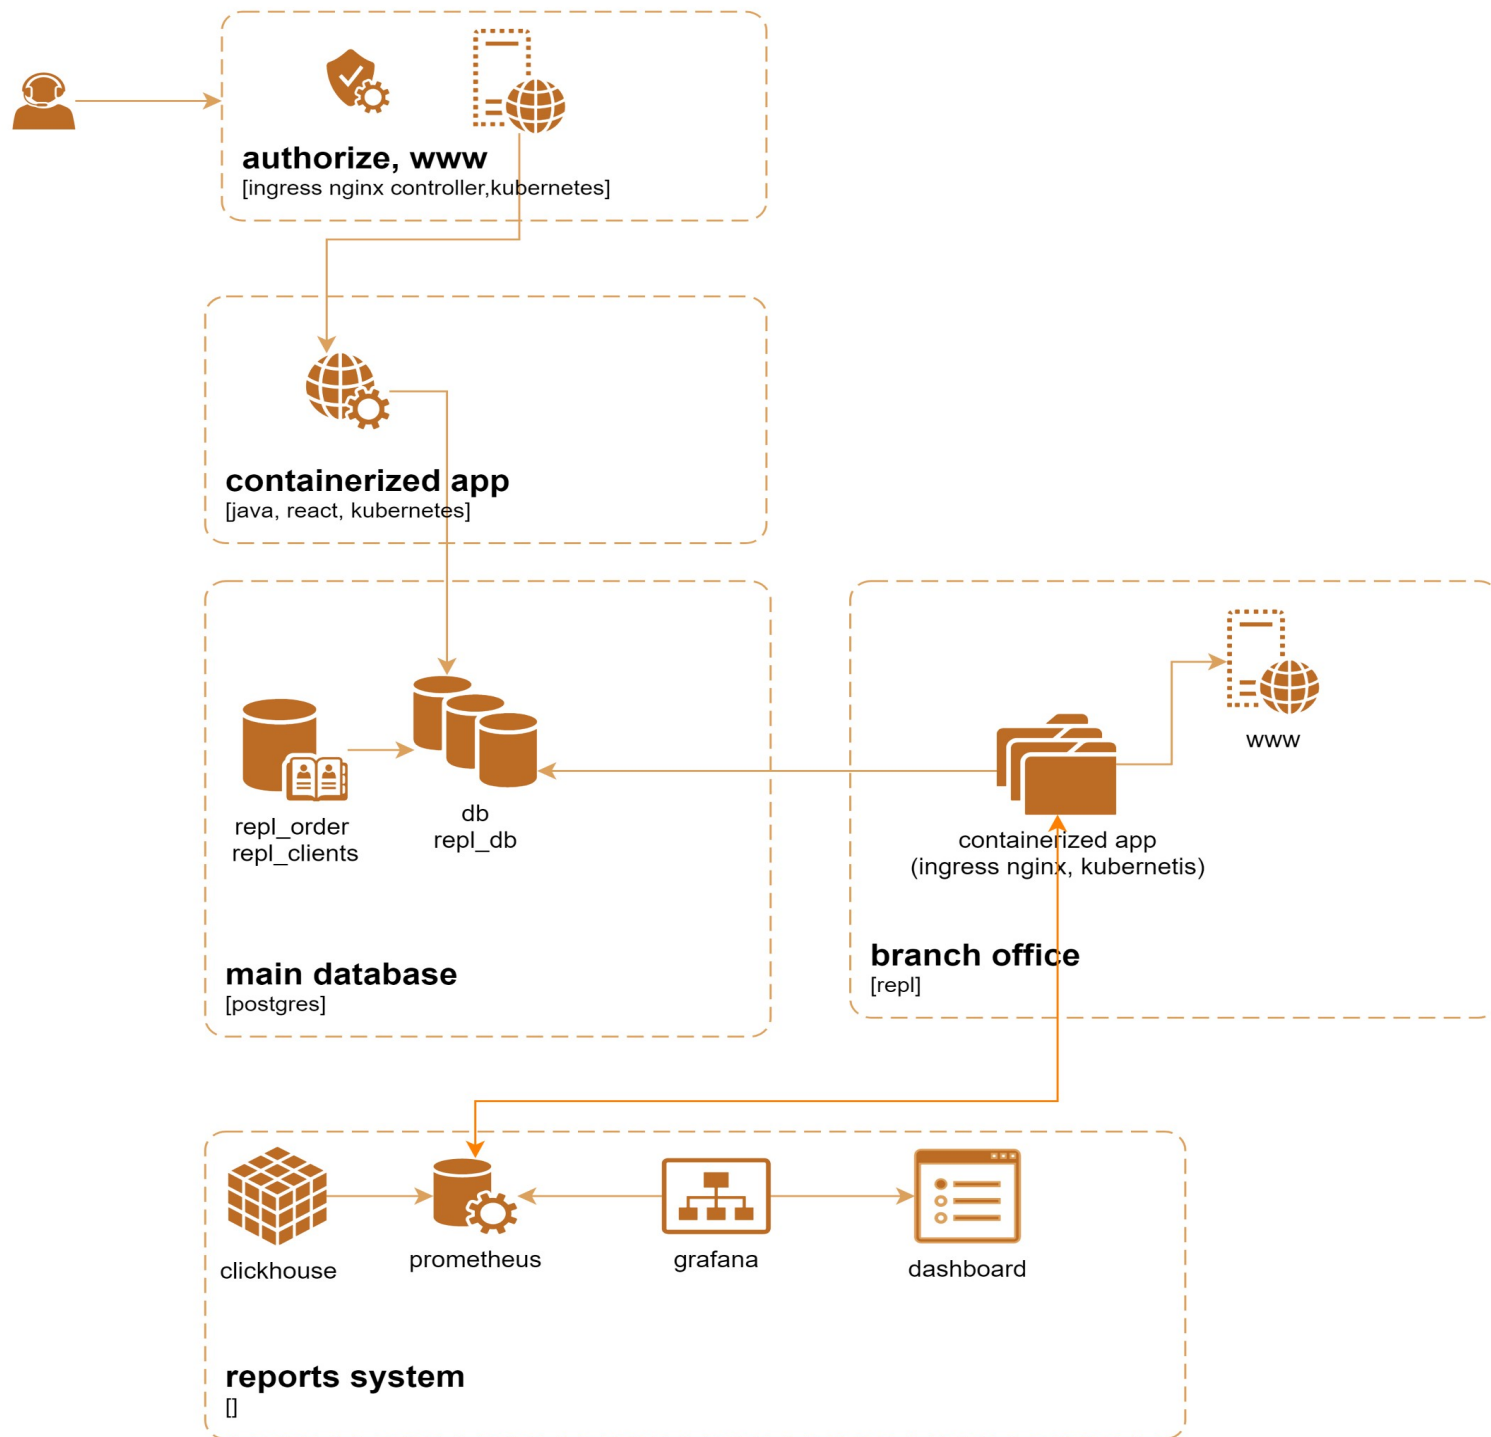 authorize, www
[ingress nginx controller,kubernetes]
containerized app
[java, react, kubernetes]
repl_order
repl_clients
db
repl_db
main database
[postgres]
www
containerized app
(ingress nginx, kubernetis)
branch office
[repl]
clickhouse
prometheus
grafana
dashboard
reports system
[]